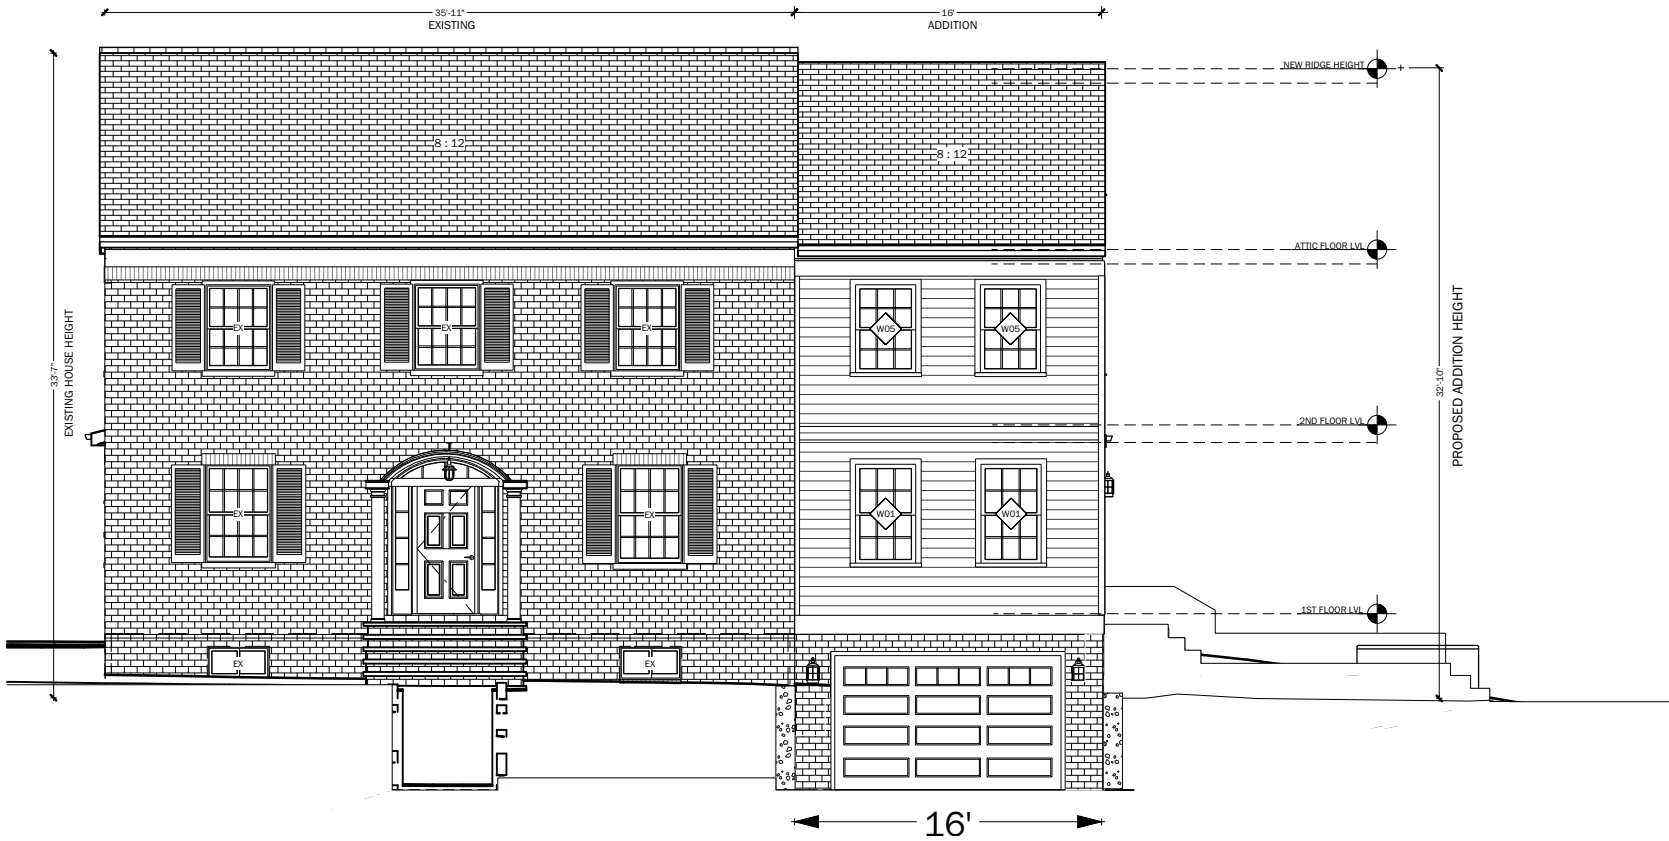 35'-11"
EXISTING
16'
ADDITION
NEW RIDGE HEIGHT
8 : 12
8 : 12
ATTIC FLOOR LVL
EX
EX
EX
W05
W05
33'-7"
EXISTING HOUSE HEIGHT
32'-10"
PROPOSED ADDITION HEIGHT
2ND FLOOR LVL
EX
EX
W01
W01
1ST FLOOR LVL
EX
EX
16'